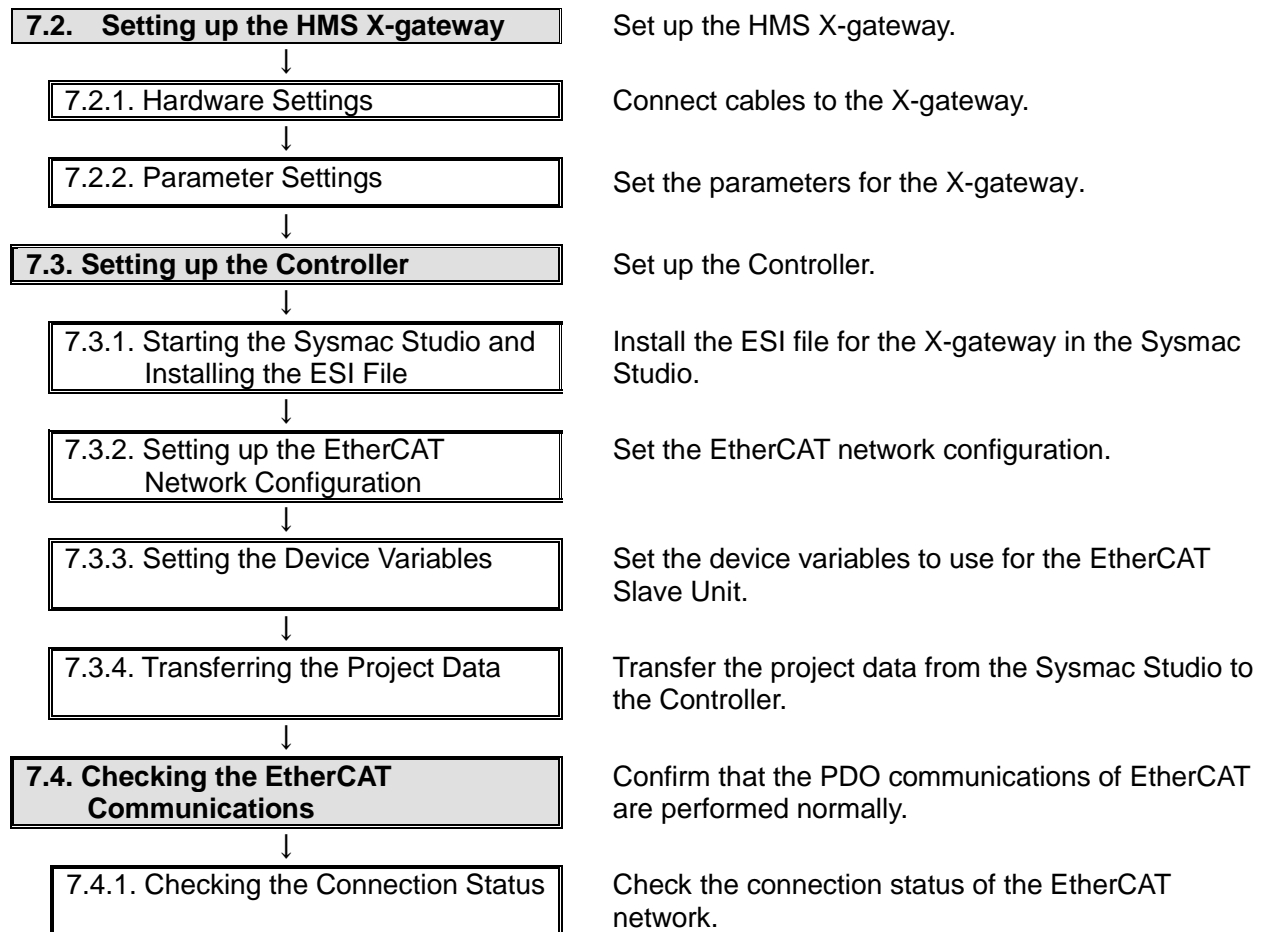 7.2. Setting up the HMS X-gateway
Set up the HMS X-gateway.
↓
7.2.1. Hardware Settings
Connect cables to the X-gateway.
↓
7.2.2. Parameter Settings
Set the parameters for the X-gateway.
↓
7.3. Setting up the Controller
Set up the Controller.
↓
7.3.1. Starting the Sysmac Studio and
Installing the ESI File
Install the ESI file for the X-gateway in the Sysmac
Studio.
↓
7.3.2. Setting up the EtherCAT
Network Configuration
Set the EtherCAT network configuration.
↓
7.3.3. Setting the Device Variables
Set the device variables to use for the EtherCAT
Slave Unit.
↓
7.3.4. Transferring the Project Data
Transfer the project data from the Sysmac Studio to
the Controller.
↓
7.4. Checking the EtherCAT
Communications
Confirm that the PDO communications of EtherCAT
are performed normally.
↓
7.4.1. Checking the Connection Status
Check the connection status of the EtherCAT
network.